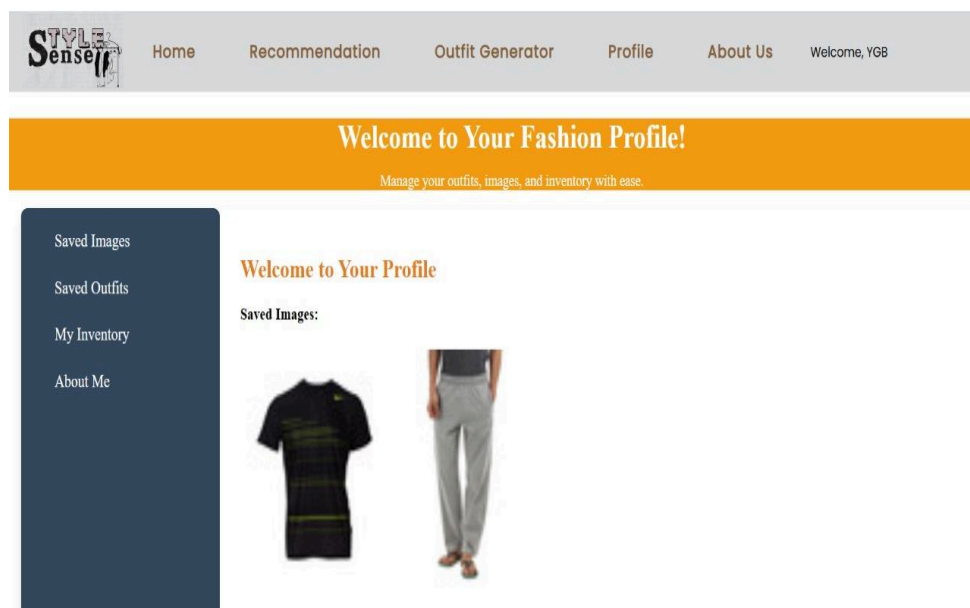 STYLE
Sense
Home
Recommendation
Outfit Generator
Profile
About Us
Welcome, YGB
Welcome to Your Fashion Profile!
Manage your outfits, images, and inventory with ease.
Saved Images
Saved Outfits
My Inventory
About Me
Welcome to Your Profile
Saved Images: